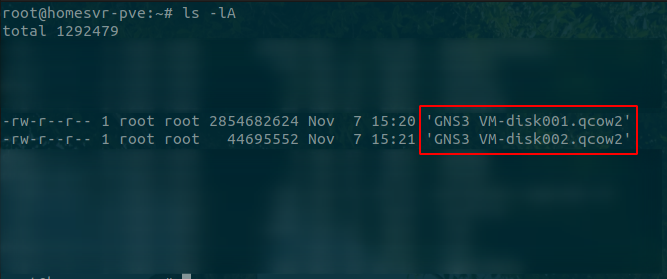 root@homesvr-pve:~# ls -lA
total 1292479
-rw-r--r-- 1 root root 2854682624 Nov  7 15:20 'GNS3 VM-disk001.qcow2'
-rw-r--r-- 1 root root   44695552 Nov  7 15:21 'GNS3 VM-disk002.qcow2'